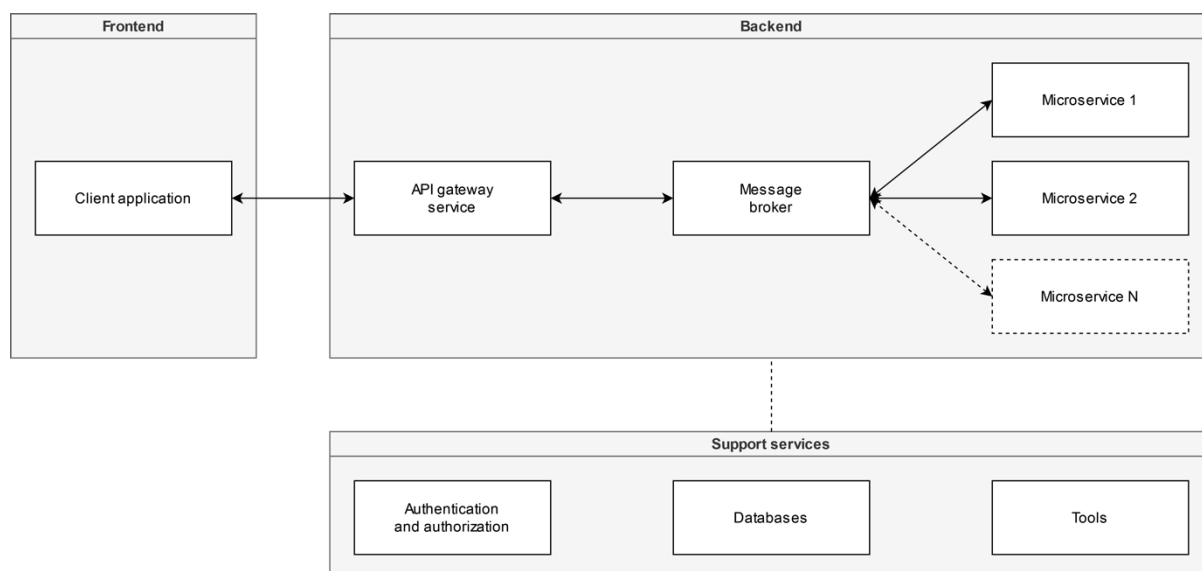 Frontend
Backend
Client application
API gateway
service
Message
broker
Microservice 1
Microservice 2
Microservice N
Support services
Authentication
and authorization
Databases
Tools